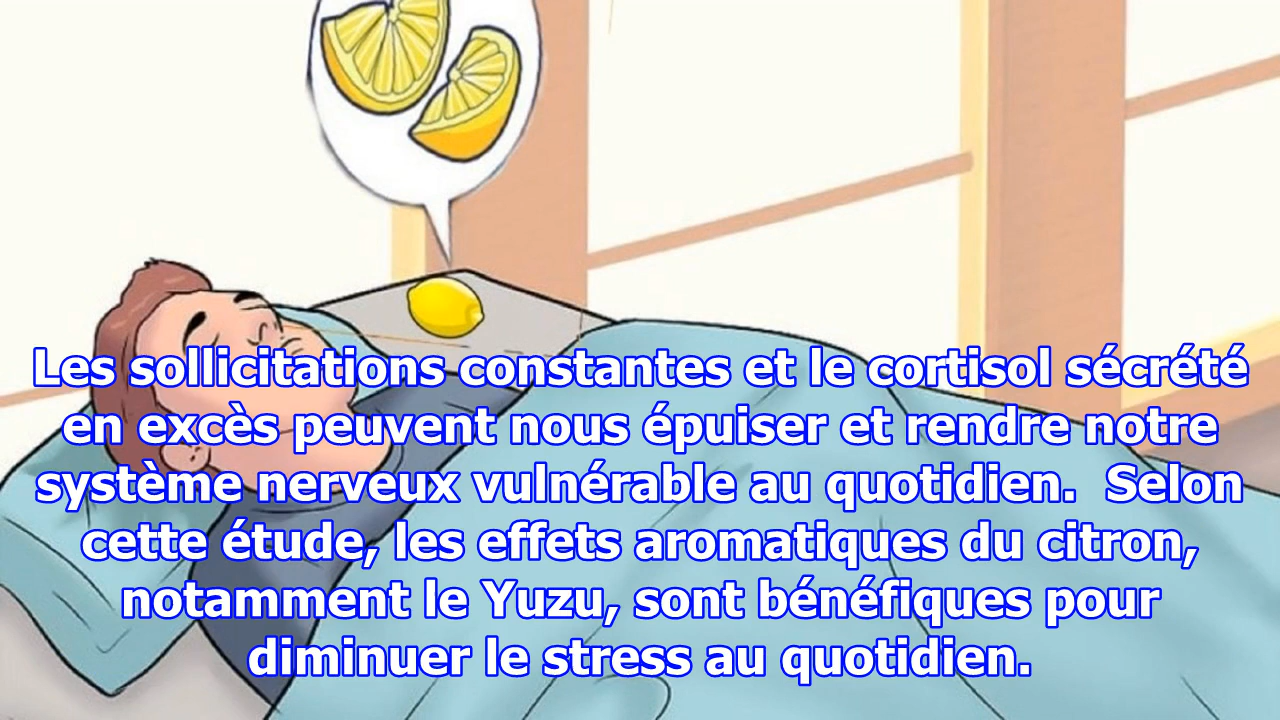 Les sollicitations constantes et le cortisol sécrété
en excès peuvent nous épuiser et rendre notre
système nerveux vulnérable au quotidien.  Selon
cette étude, les effets aromatiques du citron,
notamment le Yuzu, sont bénéfiques pour
diminuer le stress au quotidien.